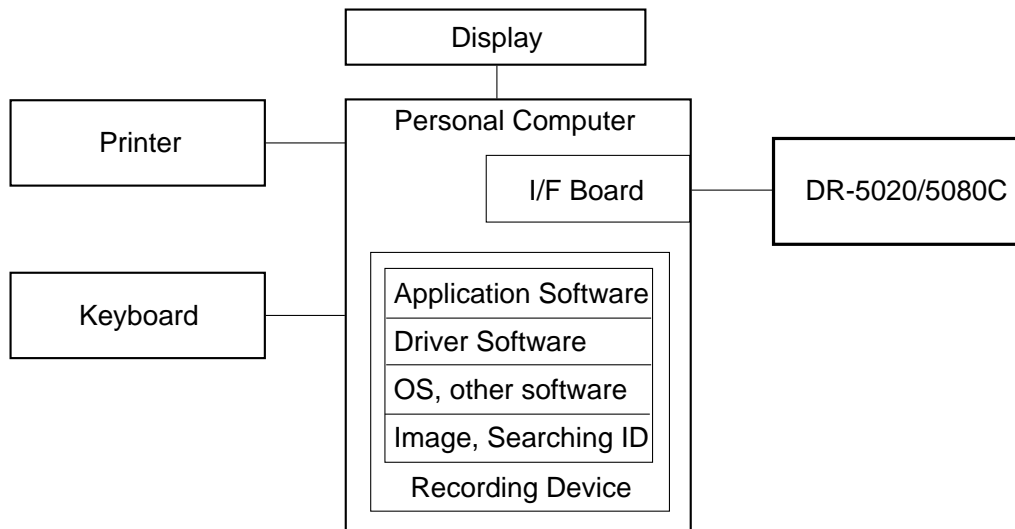 Display
Personal Computer
Printer
I/F Board
DR-5020/5080C
Keyboard
Application Software
Driver Software
OS, other software
Image, Searching ID
Recording Device